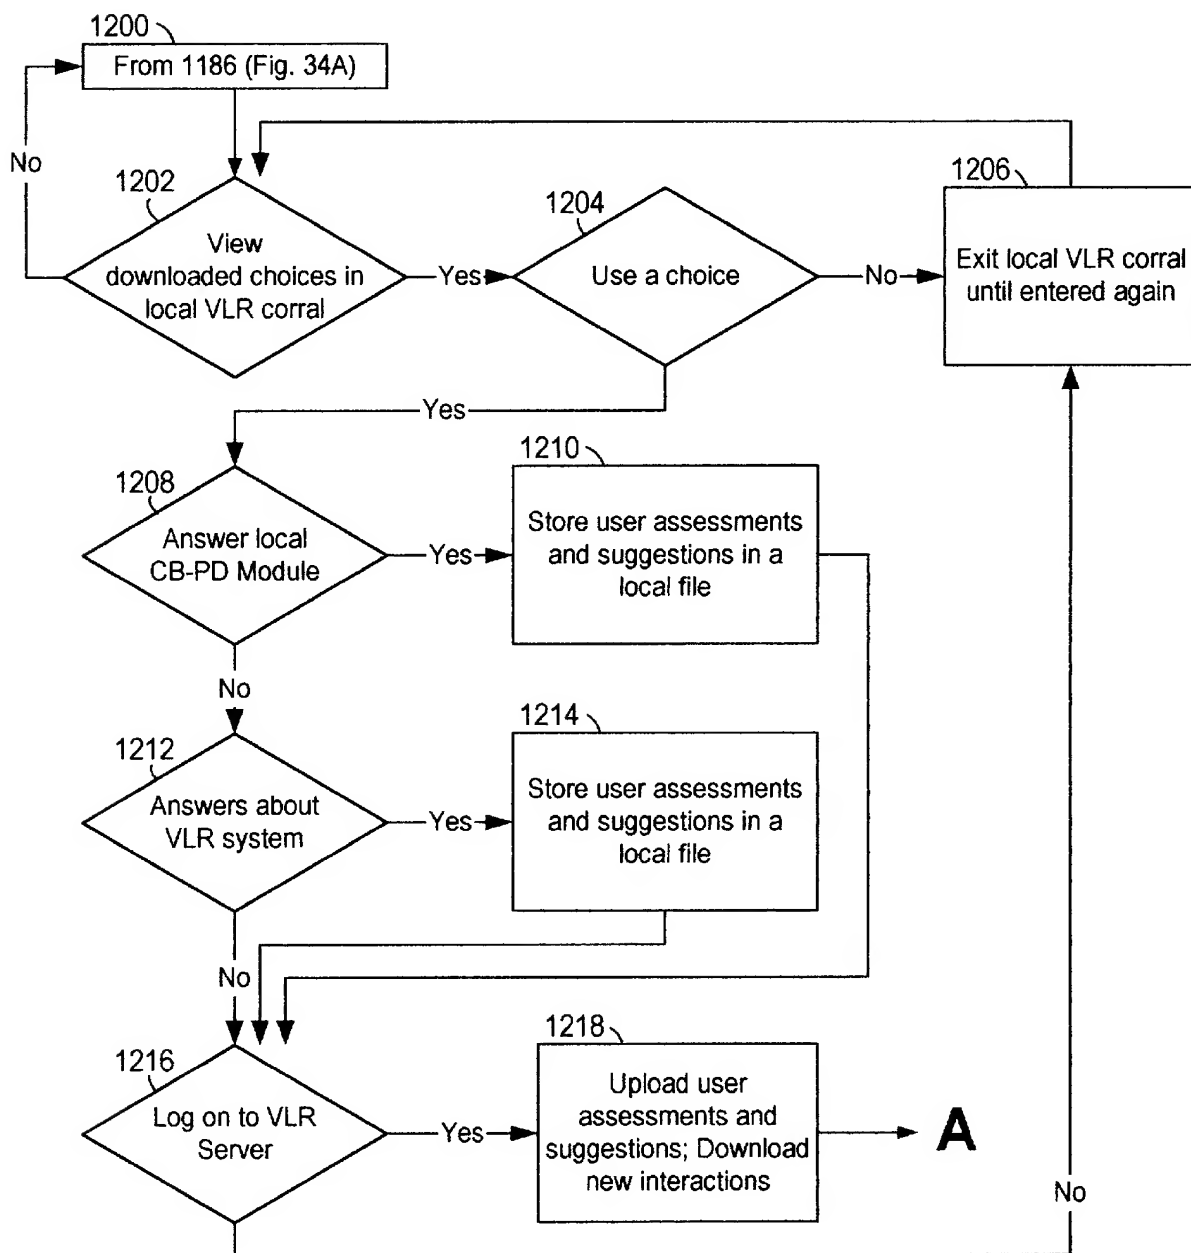 1200
From 1186 (Fig. 34A)
No
1202
View
downloaded choices in
local VLR corral
Yes
1204
Use a choice
No
1206
Exit local VLR corral
until entered again
Yes
1208
Answer local
CB-PD Module
Yes
1210
Store user assessments
and suggestions in a
local file
No
1212
Answers about
VLR system
Yes
1214
Store user assessments
and suggestions in a
local file
No
1216
Log on to VLR
Server
Yes
1218
Upload user
assessments and
suggestions; Download
new interactions
A
No